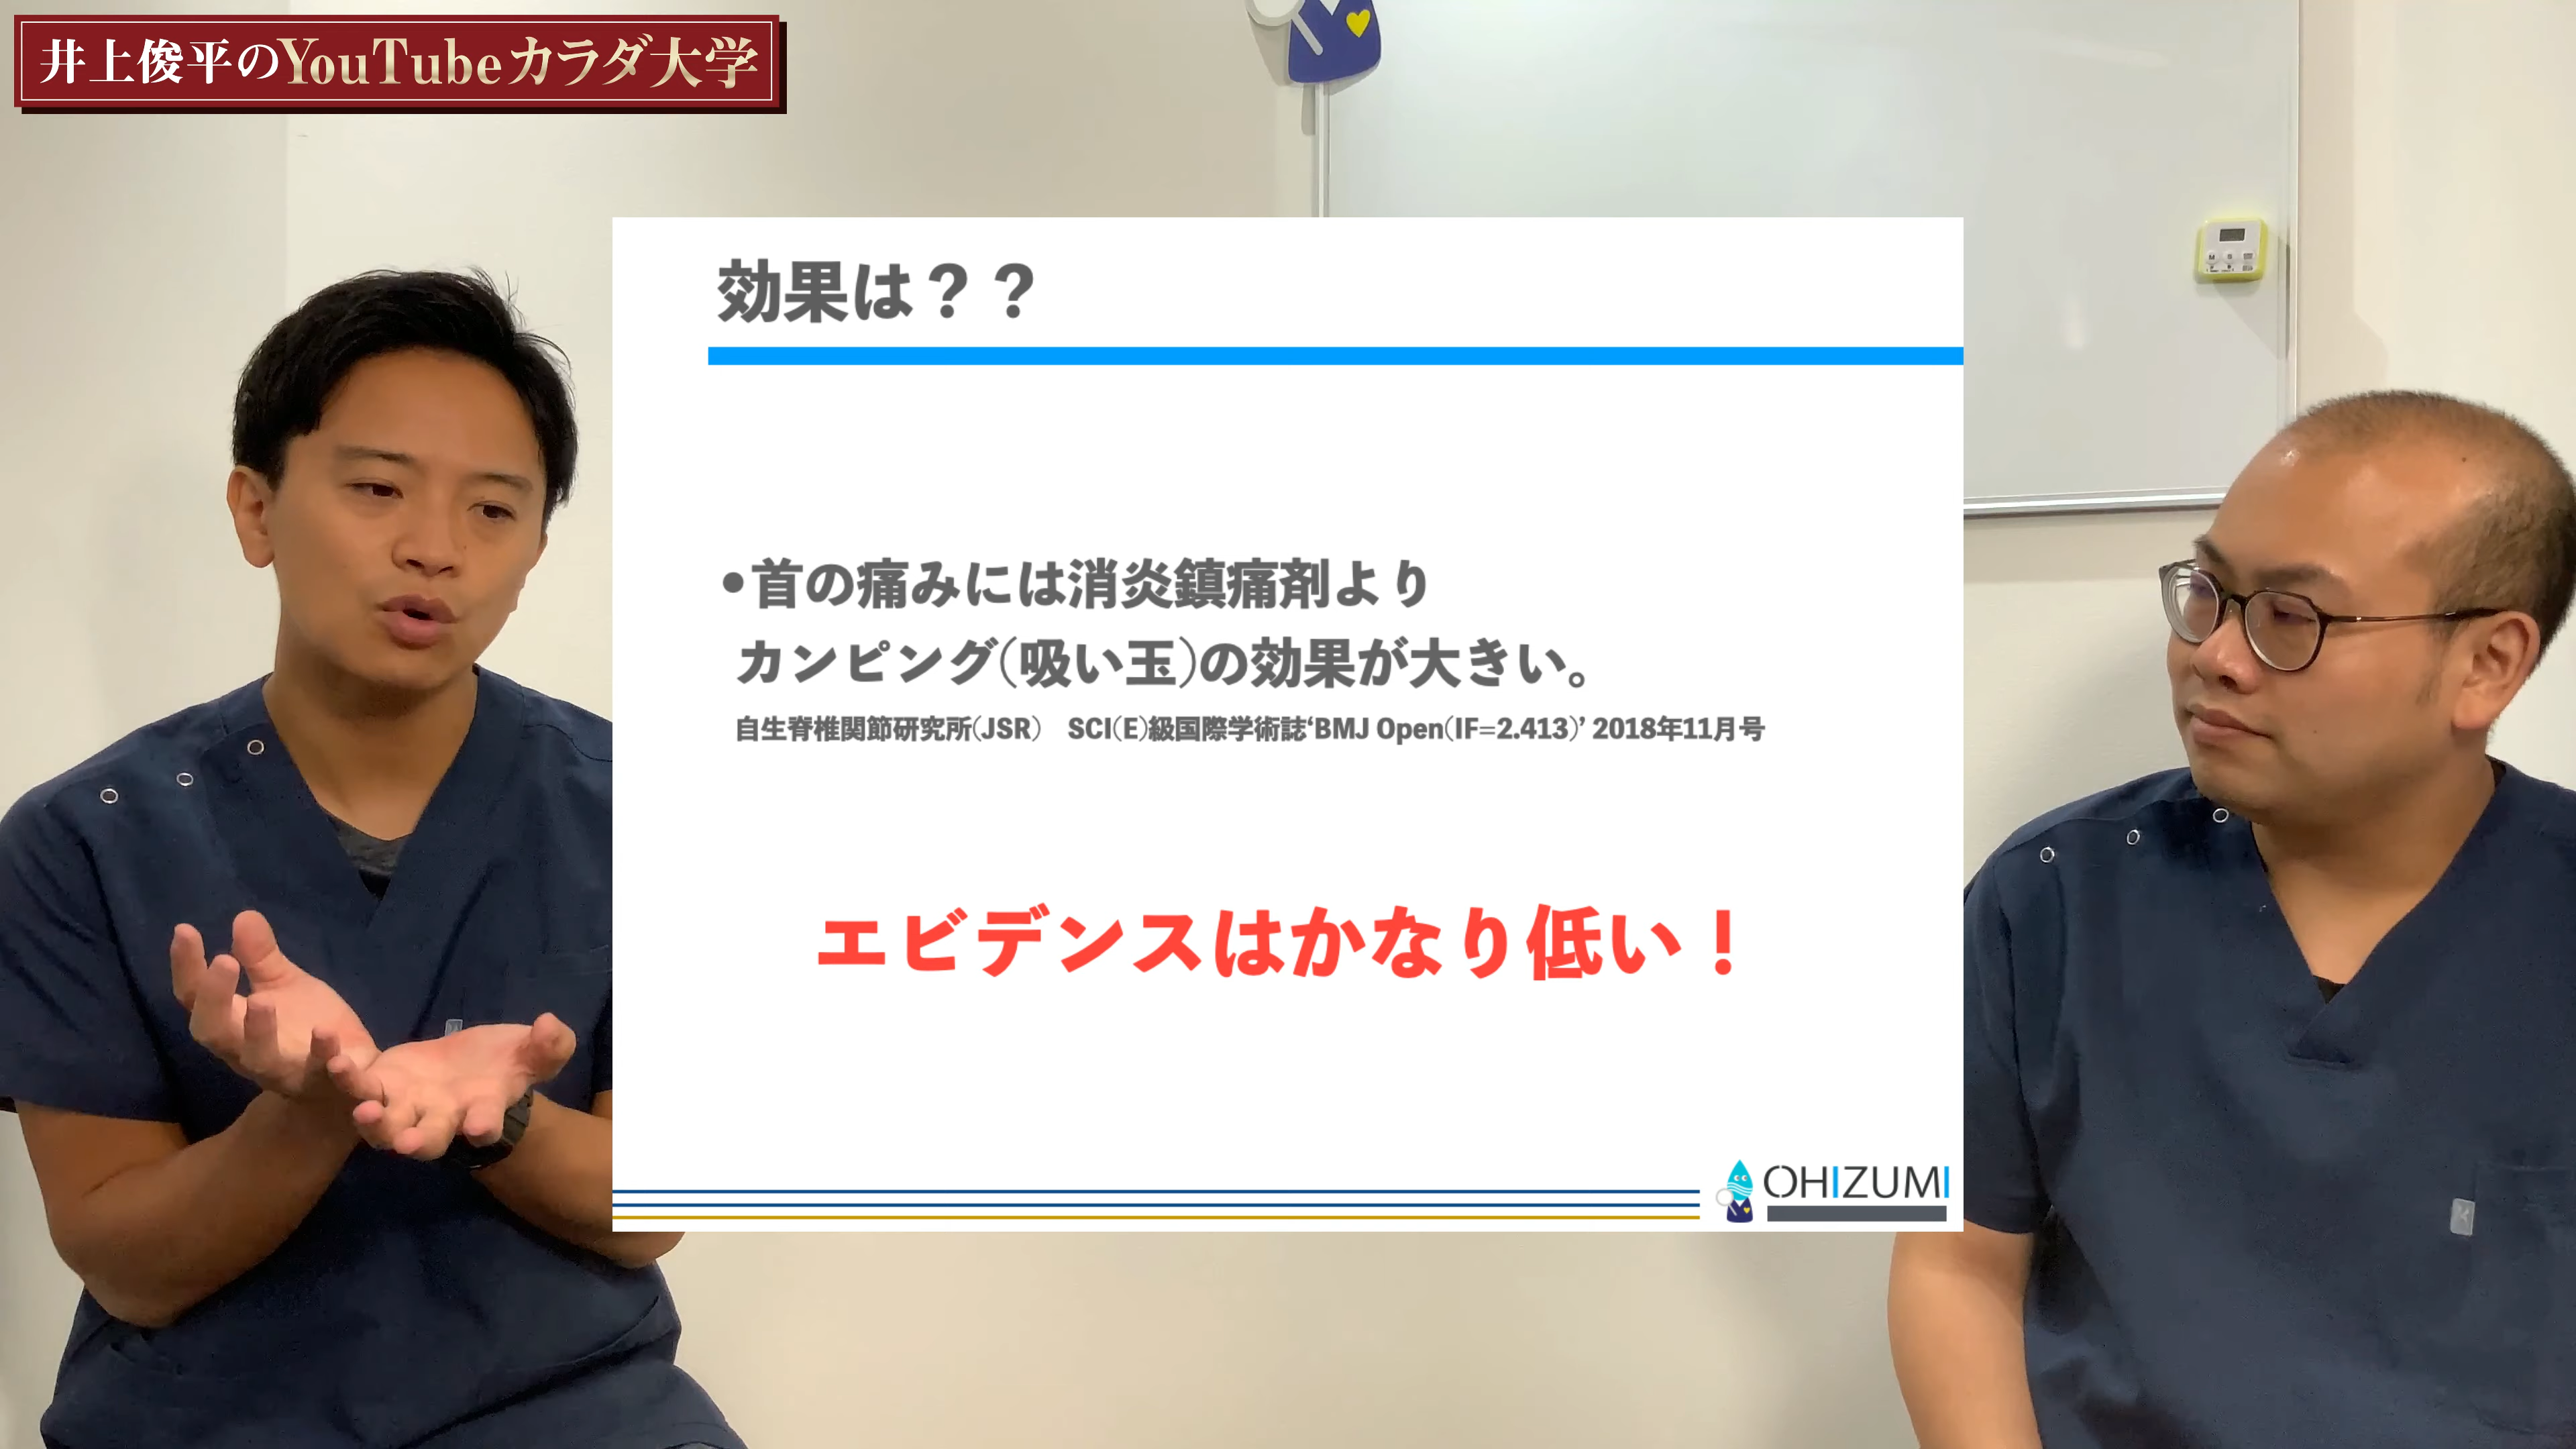 井上俊平のYouTubeカラダ大学
効果は？？
•首の痛みには消炎鎮痛剤より
カンピング(吸い玉)の効果が大きい。
自生脊椎関節研究所(JSR)　SCI(E)級国際学術誌‘BMJ Open(IF=2.413)’ 2018年11月号
エビデンスはかなり低い！
OHIZUMI